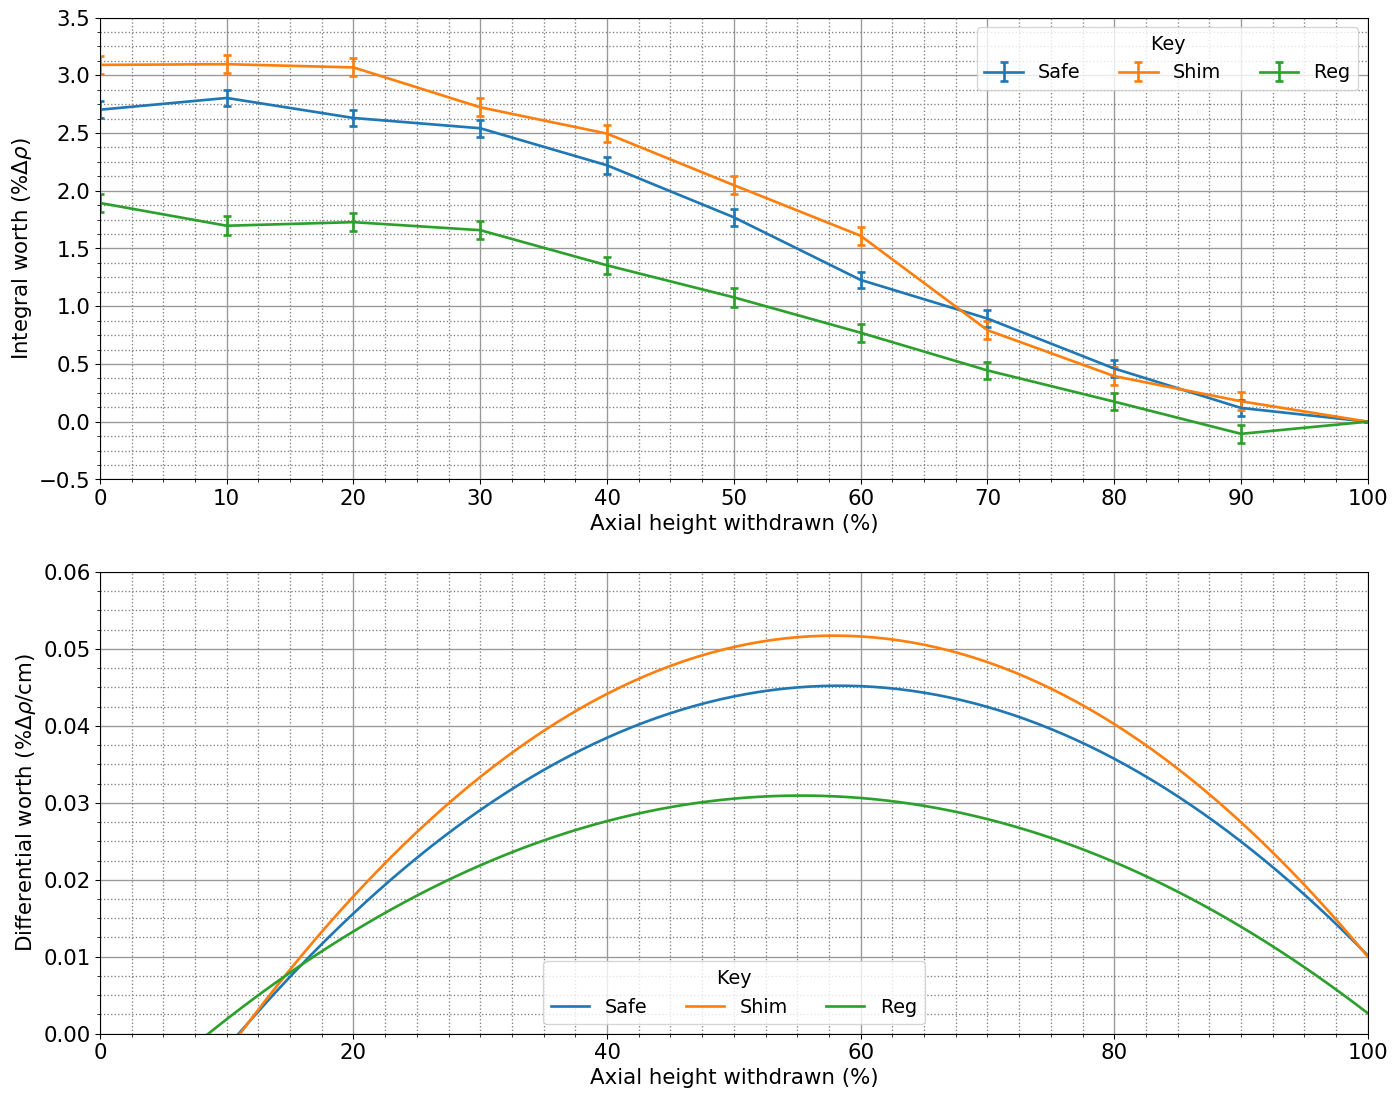 3.5
3.0
2.5
2.0
1.5
1.0
0.5
0.0
−0.5
Integral worth (%Δρ)
Key
Safe Shim Reg
0 10 20 30 40 50 60 70 80 90 100
Axial height withdrawn (%)
0.06
0.05
0.04
0.03
0.02
0.01
0.00
Differential worth (%Δρ/cm)
Key
Safe Shim Reg
0 20 40 60 80 100
Axial height withdrawn (%)